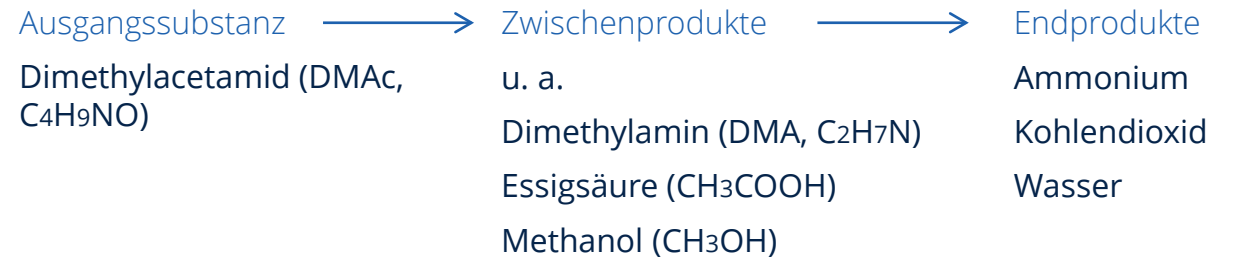 Ausgangssubstanz
Dimethylacetamid (DMAc,
C4H9NO)
Zwischenprodukte
u. a.
Dimethylamin (DMA, C2H7N)
Essigsäure (CH3COOH)
Methanol (CH3OH)
Endprodukte
Ammonium
Kohlendioxid
Wasser